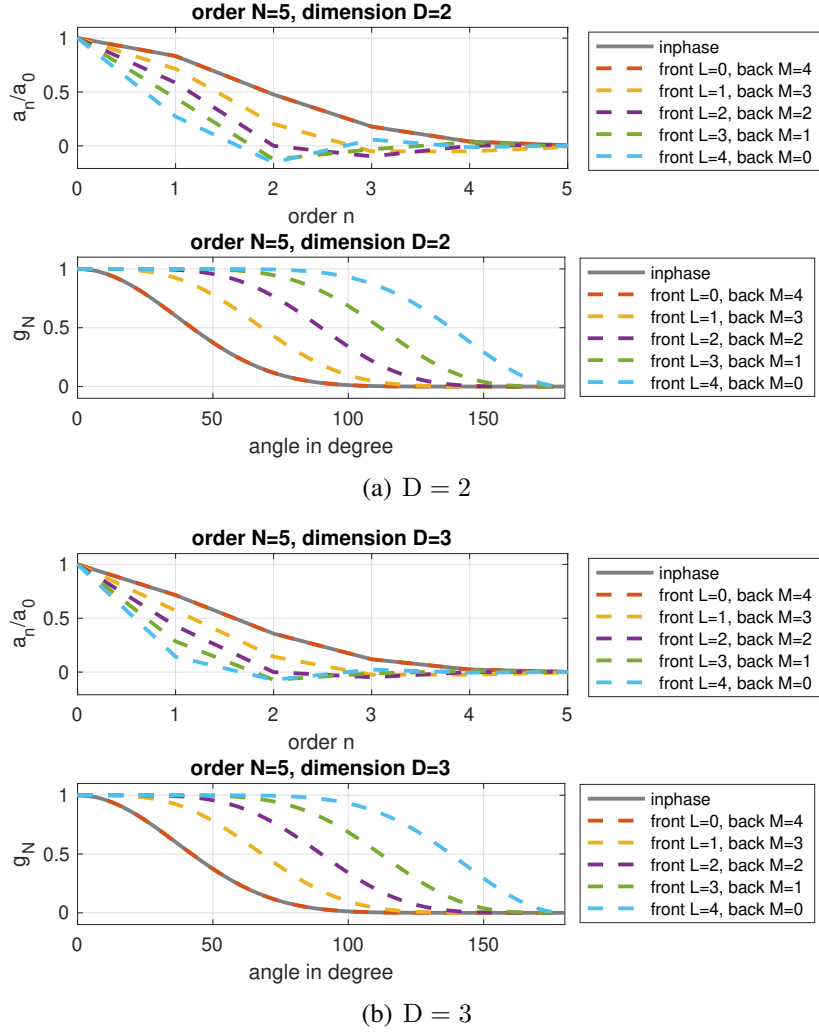 order N=5, dimension D=2
1
0.5
0
a_n/a_0
0 1 2 3 4 5
order n
inphase
front L=0, back M=4
front L=1, back M=3
front L=2, back M=2
front L=3, back M=1
front L=4, back M=0
order N=5, dimension D=2
1
0.5
0
g_N
0 50 100 150
angle in degree
inphase
front L=0, back M=4
front L=1, back M=3
front L=2, back M=2
front L=3, back M=1
front L=4, back M=0
(a) D = 2
order N=5, dimension D=3
1
0.5
0
a_n/a_0
0 1 2 3 4 5
order n
inphase
front L=0, back M=4
front L=1, back M=3
front L=2, back M=2
front L=3, back M=1
front L=4, back M=0
order N=5, dimension D=3
1
0.5
0
g_N
0 50 100 150
angle in degree
inphase
front L=0, back M=4
front L=1, back M=3
front L=2, back M=2
front L=3, back M=1
front L=4, back M=0
(b) D = 3